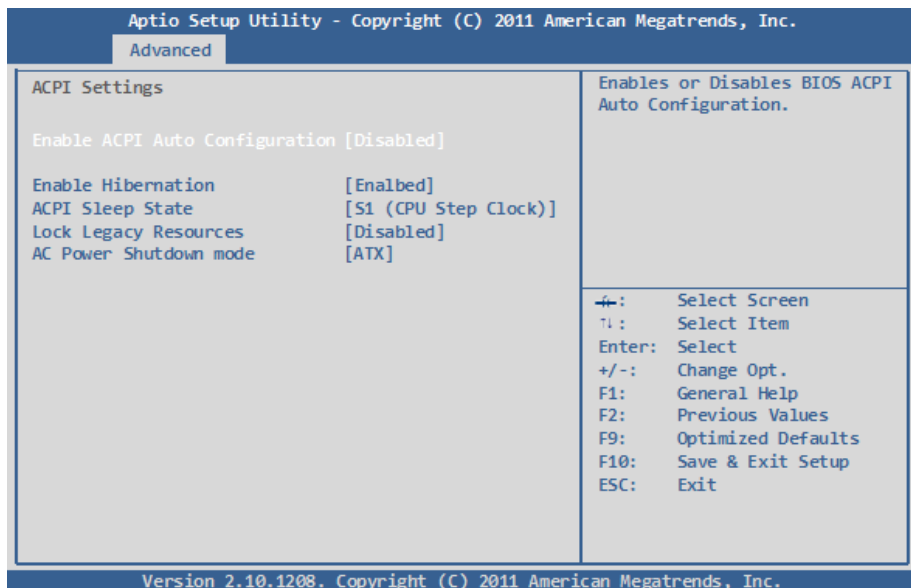 Aptio Setup Utility - Copyright (C) 2011 American Megatrends, Inc.
Advanced
ACPI Settings
Enable ACPI Auto Configuration [Disabled]
Enable Hibernation [Enalbed]
ACPI Sleep State [S1 (CPU Step Clock)]
Lock Legacy Resources [Disabled]
AC Power Shutdown mode [ATX]
Enables or Disables BIOS ACPI
Auto Configuration.
: Select Screen
↑↓: Select Item
Enter: Select
+/-: Change Opt.
F1: General Help
F2: Previous Values
F9: Optimized Defaults
F10: Save & Exit Setup
ESC: Exit
Version 2.10.1208. Copyright (C) 2011 American Megatrends, Inc.